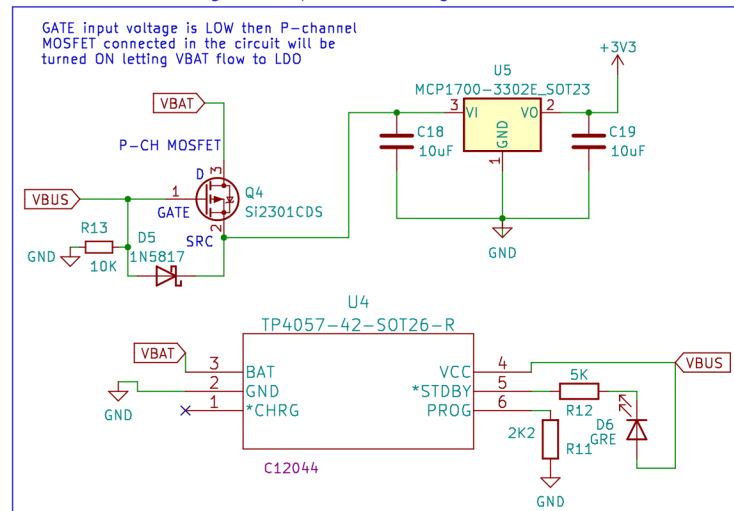 GATE input voltage is LOW then P-channel
MOSFET connected in the circuit will be
turned ON letting VBAT flow to LDO
+3V3
U5
MCP1700-3302E_SOT23
VBAT
3 VI
VO 2
GND
1
C18
10uF
C19
10uF
P-CH MOSFET
D
3
Q4
Si2301CDS
VBUS
1
GATE
2
SRC
R13
10K
GND
D5
1N5817
GND
U4
TP4057-42-SOT26-R
VBAT
3 BAT
2 GND
1 *CHRG
VCC 4
*STDBY 5
PROG 6
VBUS
GND
5K
R12
D6
GRE
2K2
R11
GND
C12044